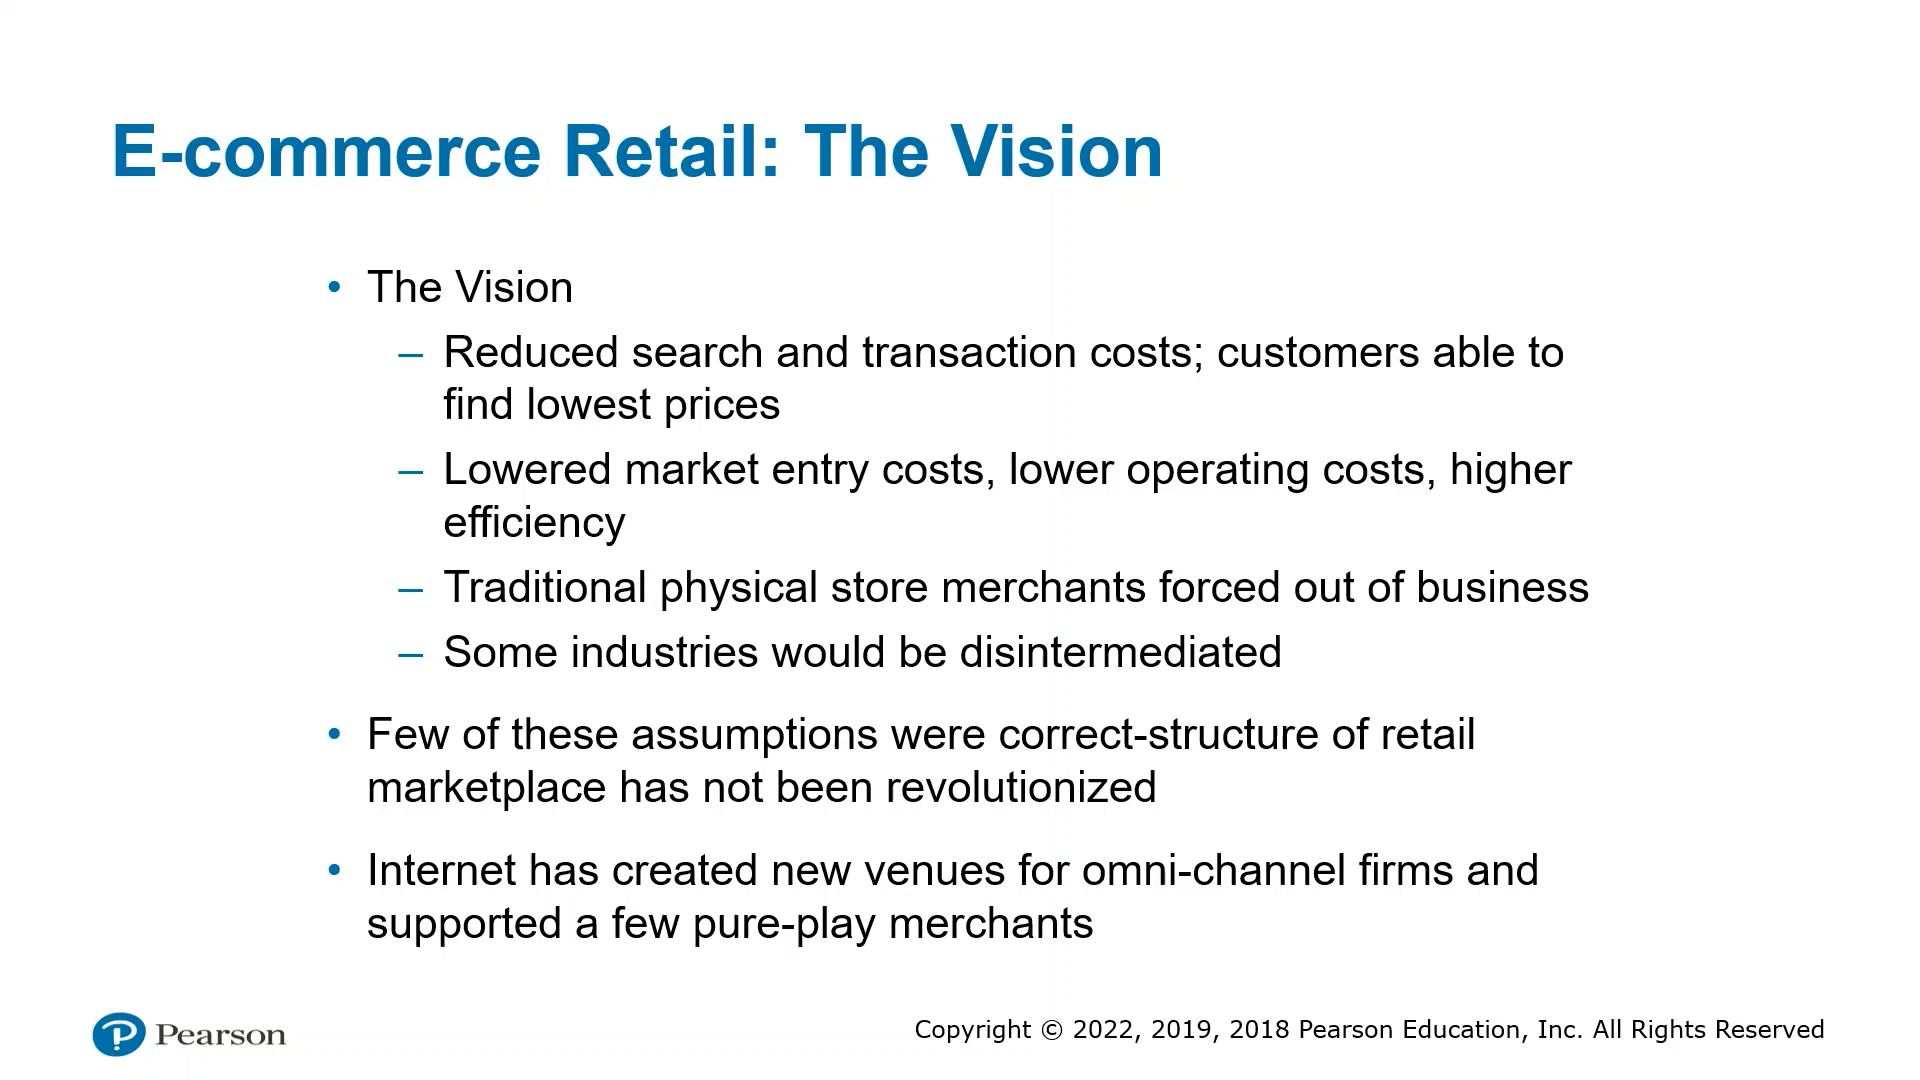 E-commerce Retail: The Vision
• The Vision
– Reduced search and transaction costs; customers able to
find lowest prices
– Lowered market entry costs, lower operating costs, higher
efficiency
– Traditional physical store merchants forced out of business
– Some industries would be disintermediated
• Few of these assumptions were correct-structure of retail
marketplace has not been revolutionized
• Internet has created new venues for omni-channel firms and
supported a few pure-play merchants
Pearson
Copyright © 2022, 2019, 2018 Pearson Education, Inc. All Rights Reserved